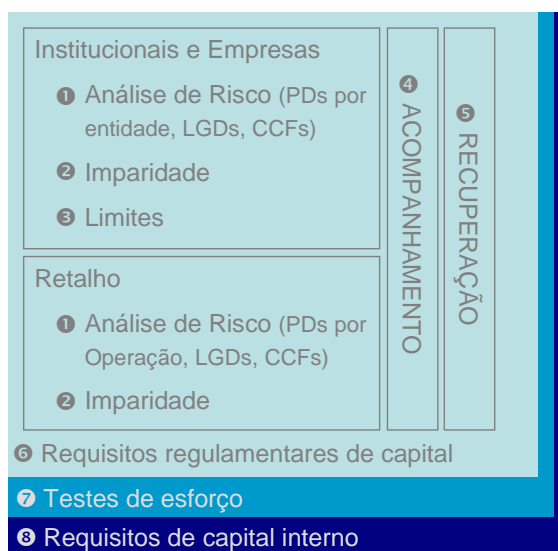 Institucionais e Empresas
❶ Análise de Risco (PDs por
entidade, LGDs, CCFs)
❷ Imparidade
❸ Limites
Retalho
❶ Análise de Risco (PDs por
Operação, LGDs, CCFs)
❷ Imparidade
❹ ACOMPANHAMENTO
❺ RECUPERAÇÃO
❻ Requisitos regulamentares de capital
❼ Testes de esforço
❽ Requisitos de capital interno